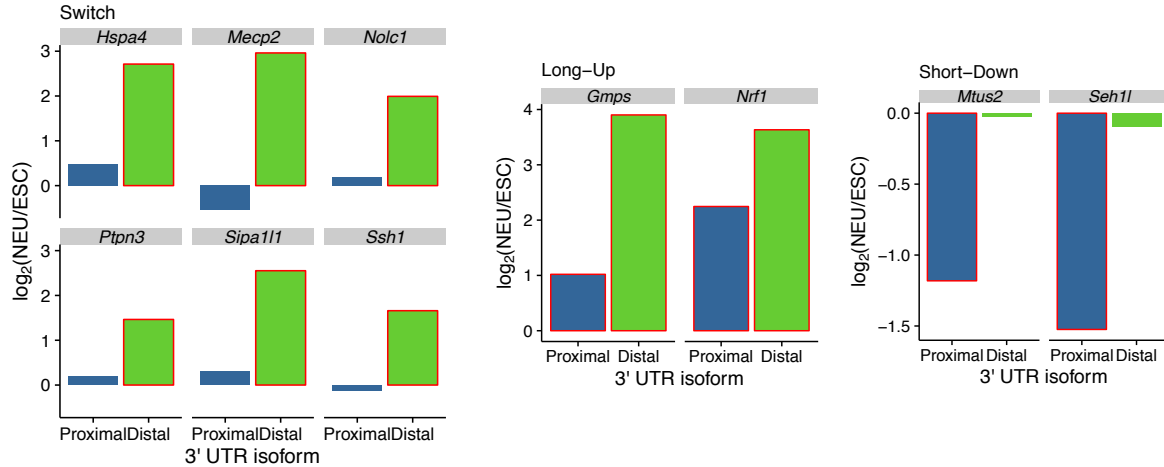 Switch
Hspa4 Mecp2 Nolc1
3
2
1
0
Ptpn3 Sipa1l1 Ssh1
3
2
1
0
log2(NEU/ESC)
ProximalDistal ProximalDistal ProximalDistal
3' UTR isoform
Long−Up
Gmps Nrf1
4
3
2
1
0
log2(NEU/ESC)
Proximal Distal Proximal Distal
3' UTR isoform
Short−Down
Mtus2 Seh1l
0.0
−0.5
−1.0
−1.5
log2(NEU/ESC)
ProximalDistal Proximal Distal
3' UTR isoform